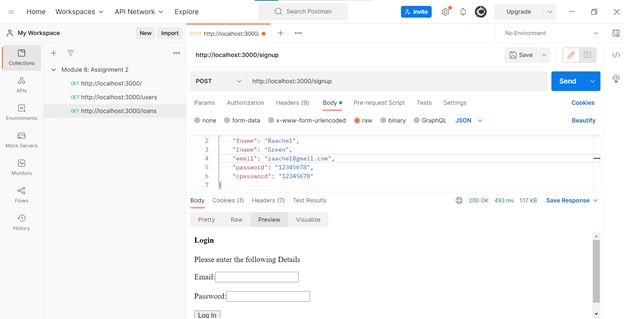 Home
Workspaces
API Network
Explore
Search Postman
Invite
Upgrade
My Workspace
New
Import
POST http://localhost:3000/
No Environment
Collections
APIs
Environments
Mock Servers
Monitors
Flows
History
Module 8: Assignment 2
GET http://localhost:3000/
GET http://localhost:3000/users
GET http://localhost:3000/loans
http://localhost:3000/signup
Save
POST
http://localhost:3000/signup
Send
Params Authorization Headers (9) Body Pre-request Script Tests Settings Cookies
none form-data x-www-form-urlencoded raw binary GraphQL JSON Beautify
2 "fname": "Raachel",
3 "lname": "Green",
4 "email": "raachel@gmail.com",
5 "password": "12345678",
6 "cpassword": "12345678"
7
Body Cookies (1) Headers (7) Test Results 200 OK 493 ms 1.17 KB Save Response
Pretty Raw Preview Visualize
Login
Please enter the following Details
Email:
Password:
Log In